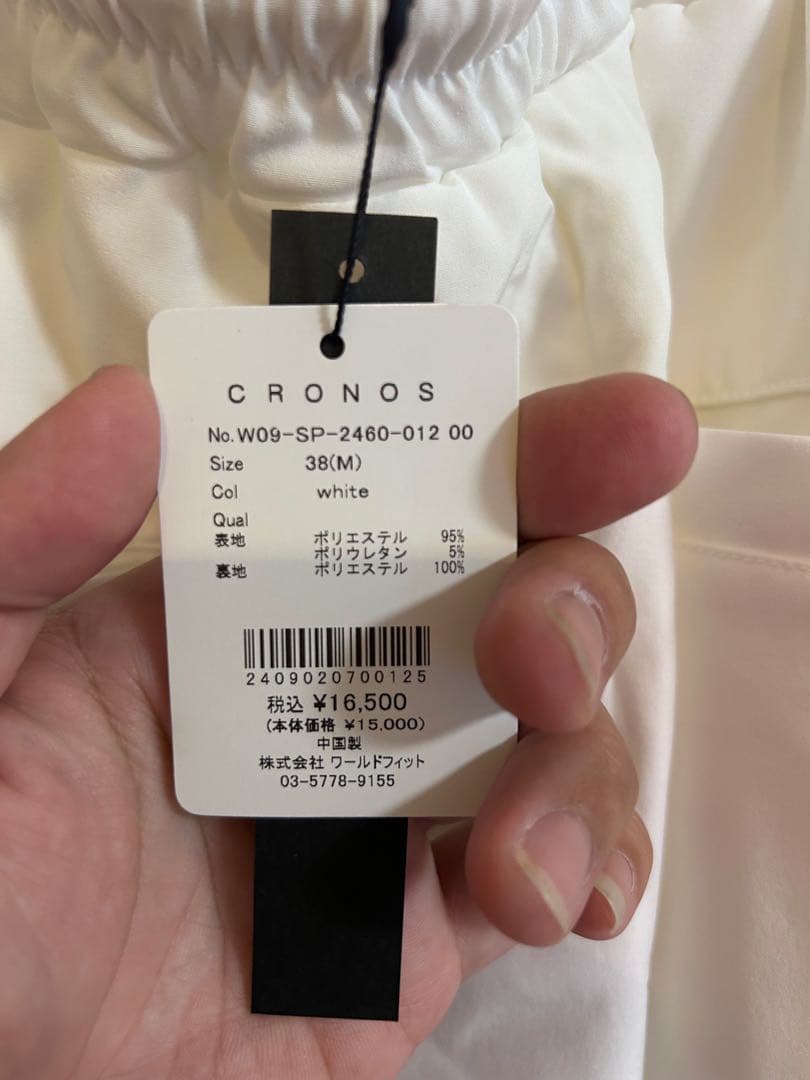 CRONOS
No. W09-SP-2460-012 00
Size 38(M)
Col white
Qual
表地 ポリエステル 95%
ポリウレタン 5%
裏地 ポリエステル 100%
2409020700125
税込 ¥16,500
(本体価格 ¥15,000)
中国製
株式会社 ワールドフィット
03-5778-9155